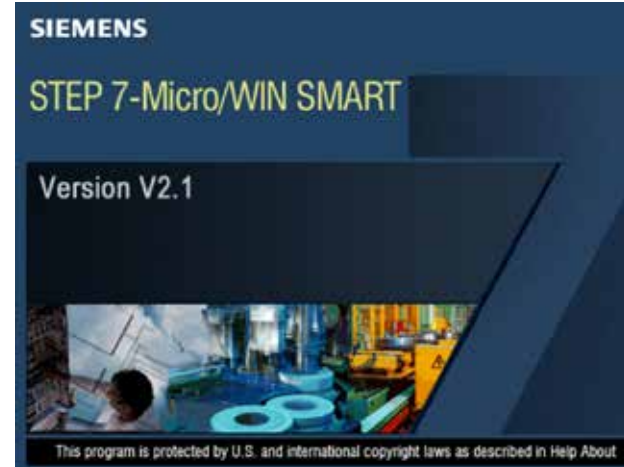 SIEMENS
STEP 7-Micro/WIN SMART
Version V2.1
This program is protected by U.S. and international copyright laws as described in Help About